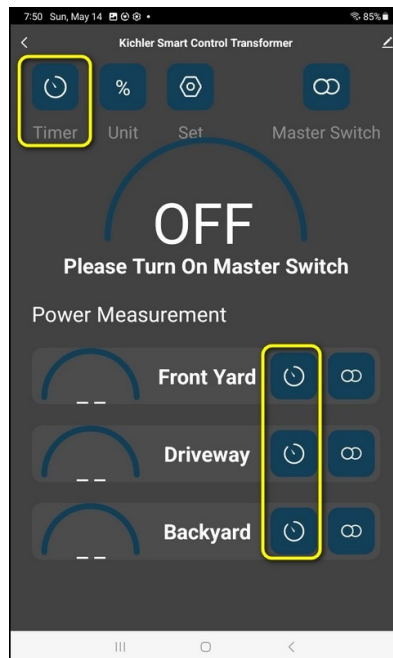 7:50 Sun, May 14 85%
Kichler Smart Control Transformer
%
Timer Unit Set Master Switch
OFF
Please Turn On Master Switch
Power Measurement
-- Front Yard
-- Driveway
-- Backyard